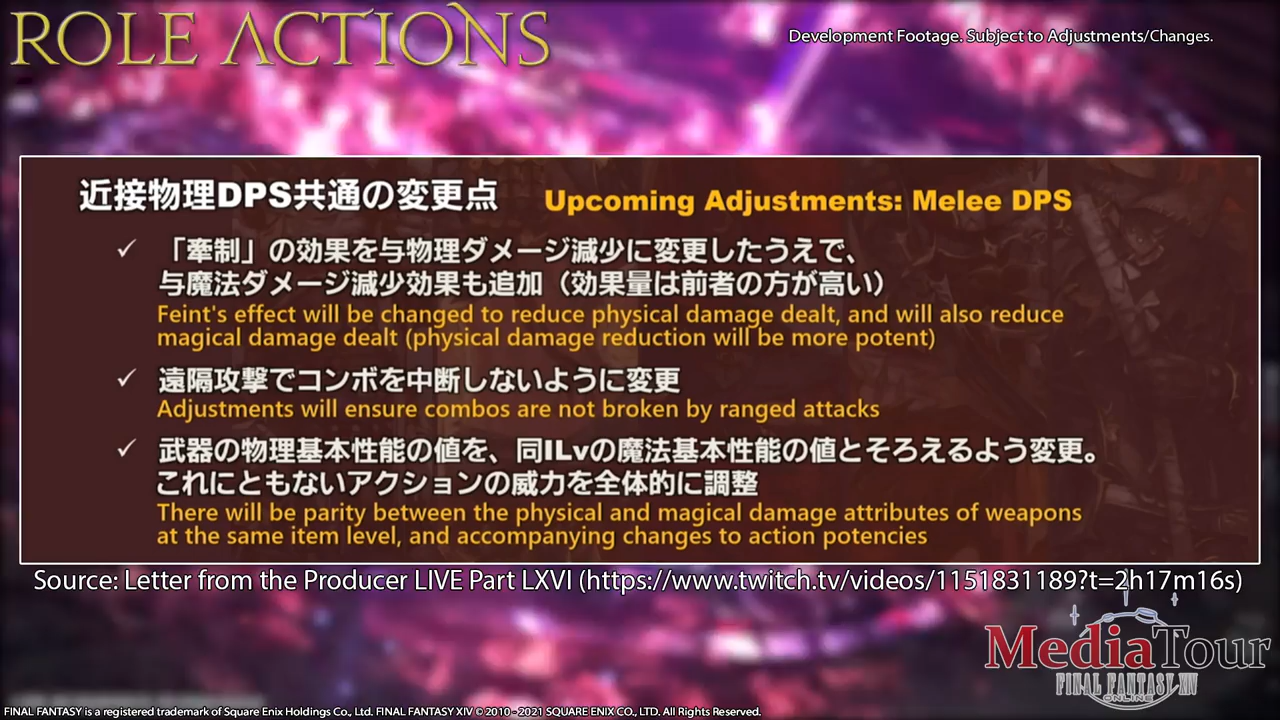 ROLE ACTIONS
Development Footage. Subject to Adjustments/Changes.
近接物理DPS共通の変更点 Upcoming Adjustments: Melee DPS
✓ 「牽制」の効果を与物理ダメージ減少に変更したうえで、
与魔法ダメージ減少効果も追加（効果量は前者の方が高い）
Feint's effect will be changed to reduce physical damage dealt, and will also reduce
magical damage dealt (physical damage reduction will be more potent)
✓ 遠隔攻撃でコンボを中断しないように変更
Adjustments will ensure combos are not broken by ranged attacks
✓ 武器の物理基本性能の値を、同ILvの魔法基本性能の値とそろえるよう変更。
これにともないアクションの威力を全体的に調整
There will be parity between the physical and magical damage attributes of weapons
at the same item level, and accompanying changes to action potencies
Source: Letter from the Producer LIVE Part LXVI (https://www.twitch.tv/videos/1151831189?t=2h17m16s)
MediaTour
FINAL FANTASY XIV
ONLINE
FINAL FANTASY is a registered trademark of Square Enix Holdings Co., Ltd. FINAL FANTASY XIV © 2010 - 2021 SQUARE ENIX CO., LTD. All Rights Reserved.